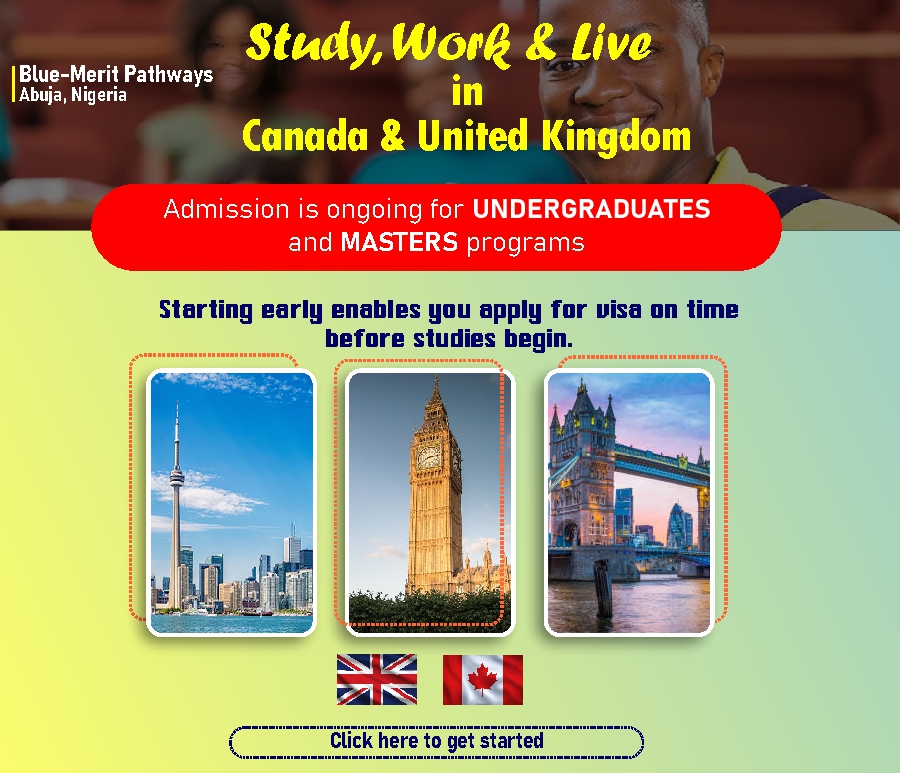 Study, Work & Live
in
Canada & United Kingdom
Blue-Merit Pathways
Abuja, Nigeria
Admission is ongoing for UNDERGRADUATES
and MASTERS programs
Starting early enables you apply for visa on time
before studies begin.
Click here to get started